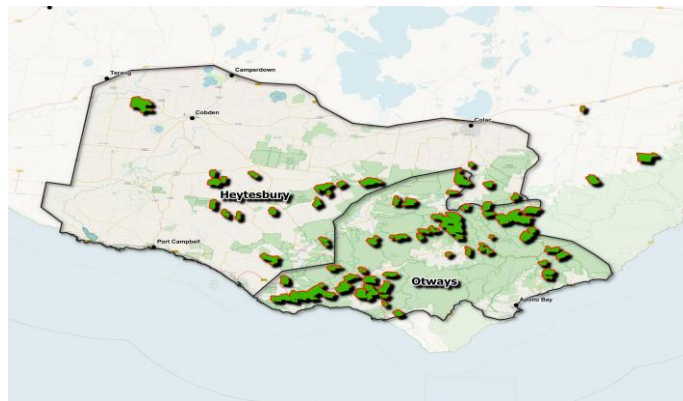 Terang
Camperdown
Cobden
Colac
Heytesbury
Port Campbell
Otways
Apollo Bay